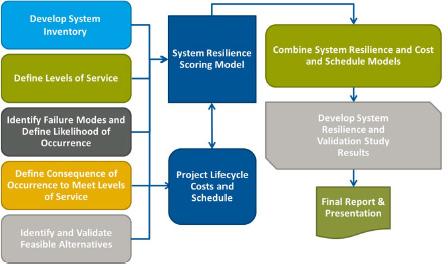 Develop System
Inventory
Define Levels of Service
Identify Failure Modes and
Define Likelihood of
Occurrence
Define Consequence of
Occurrence to Meet Levels
of Service
Identify and Validate
Feasible Alternatives
System Resilience
Scoring Model
Project Lifecycle
Costs and
Schedule
Combine System Resilience and Cost
and Schedule Models
Develop System
Resilience and
Validation Study
Results
Final Report &
Presentation